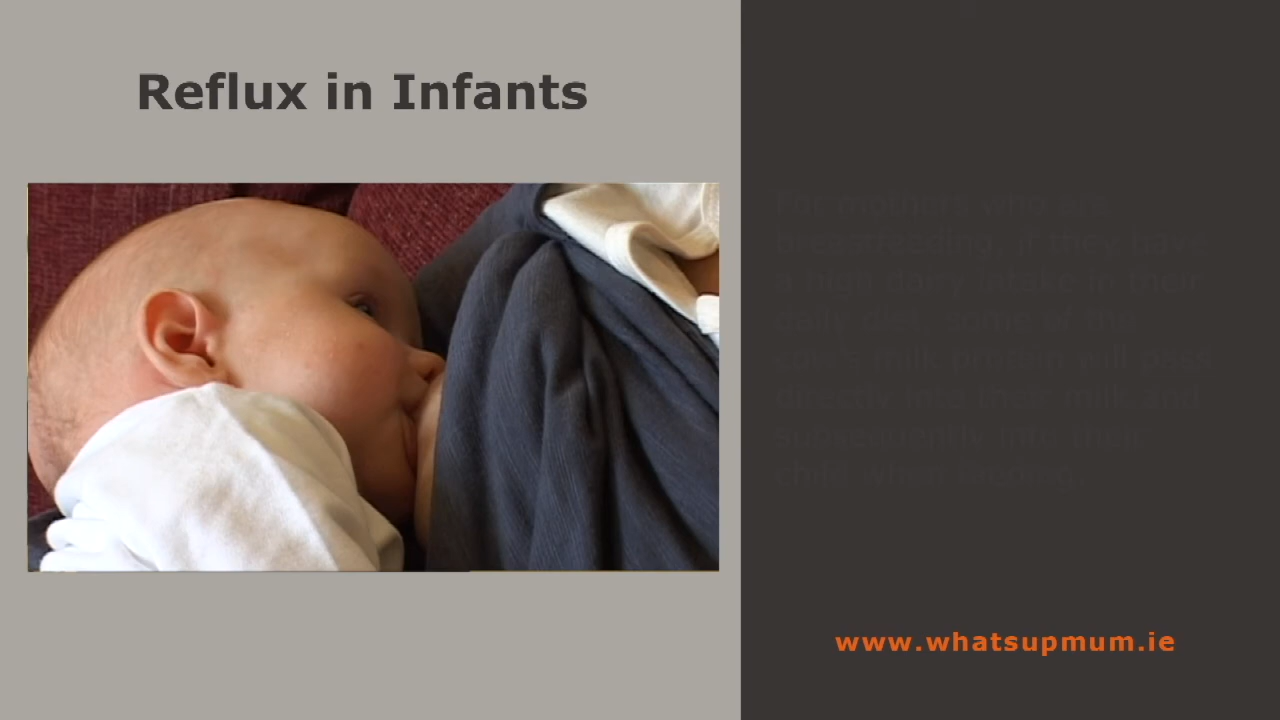 Reflux in Infants
For mothers who are
breastfeeding, if they have
a high dairy intake in their
daily diet, some of the
cow's milk protein will pass
directly into their milk and
subsequently into their
child when feeding.
www.whatsupmum.ie